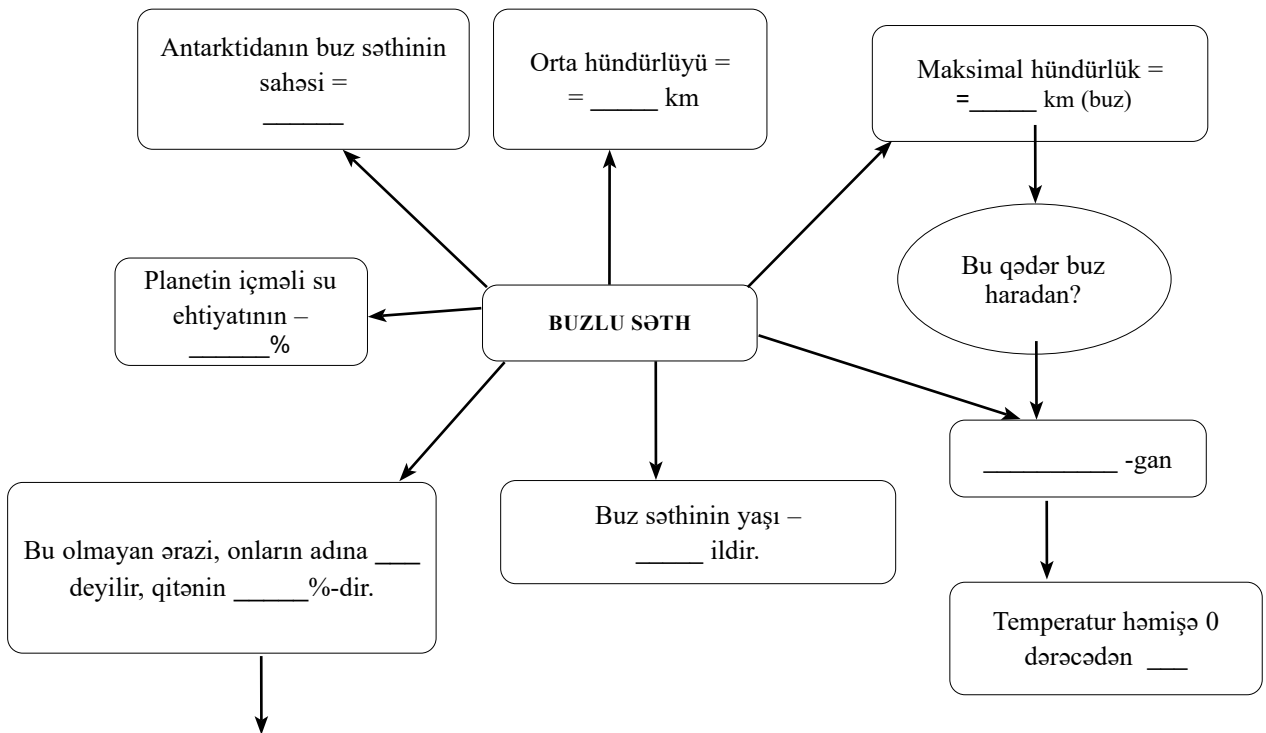 Antarktidanın buz səthinin
sahəsi =
______
Orta hündürlüyü =
= _____ km
Maksimal hündürlük =
=_____ km (buz)
Bu qədər buz
haradan?
Planetin içməli su
ehtiyatının –
______%
BUZLU SƏTH
__________ -gan
Bu olmayan ərazi, onların adına ___
deyilir, qitənin _____%-dir.
Buz səthinin yaşı –
_____ ildir.
Temperatur həmişə 0
dərəcədən ___